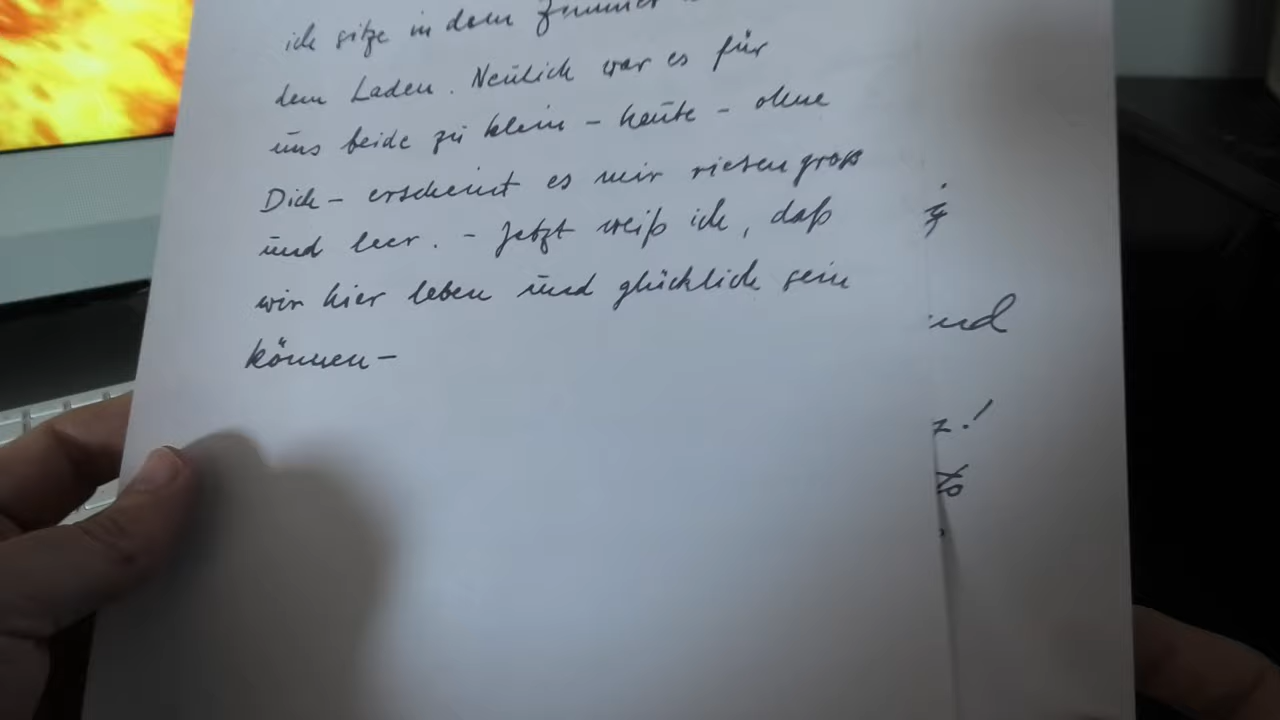 ich sitze in dem Zimmer
dem Laden. Neulich war es für
uns beide zu klein – heute – ohne
Dich – erscheint es mir riesengross
und leer. – Jetzt weiß ich, daß
wir hier leben und glücklich sein
können –
nd
z.!